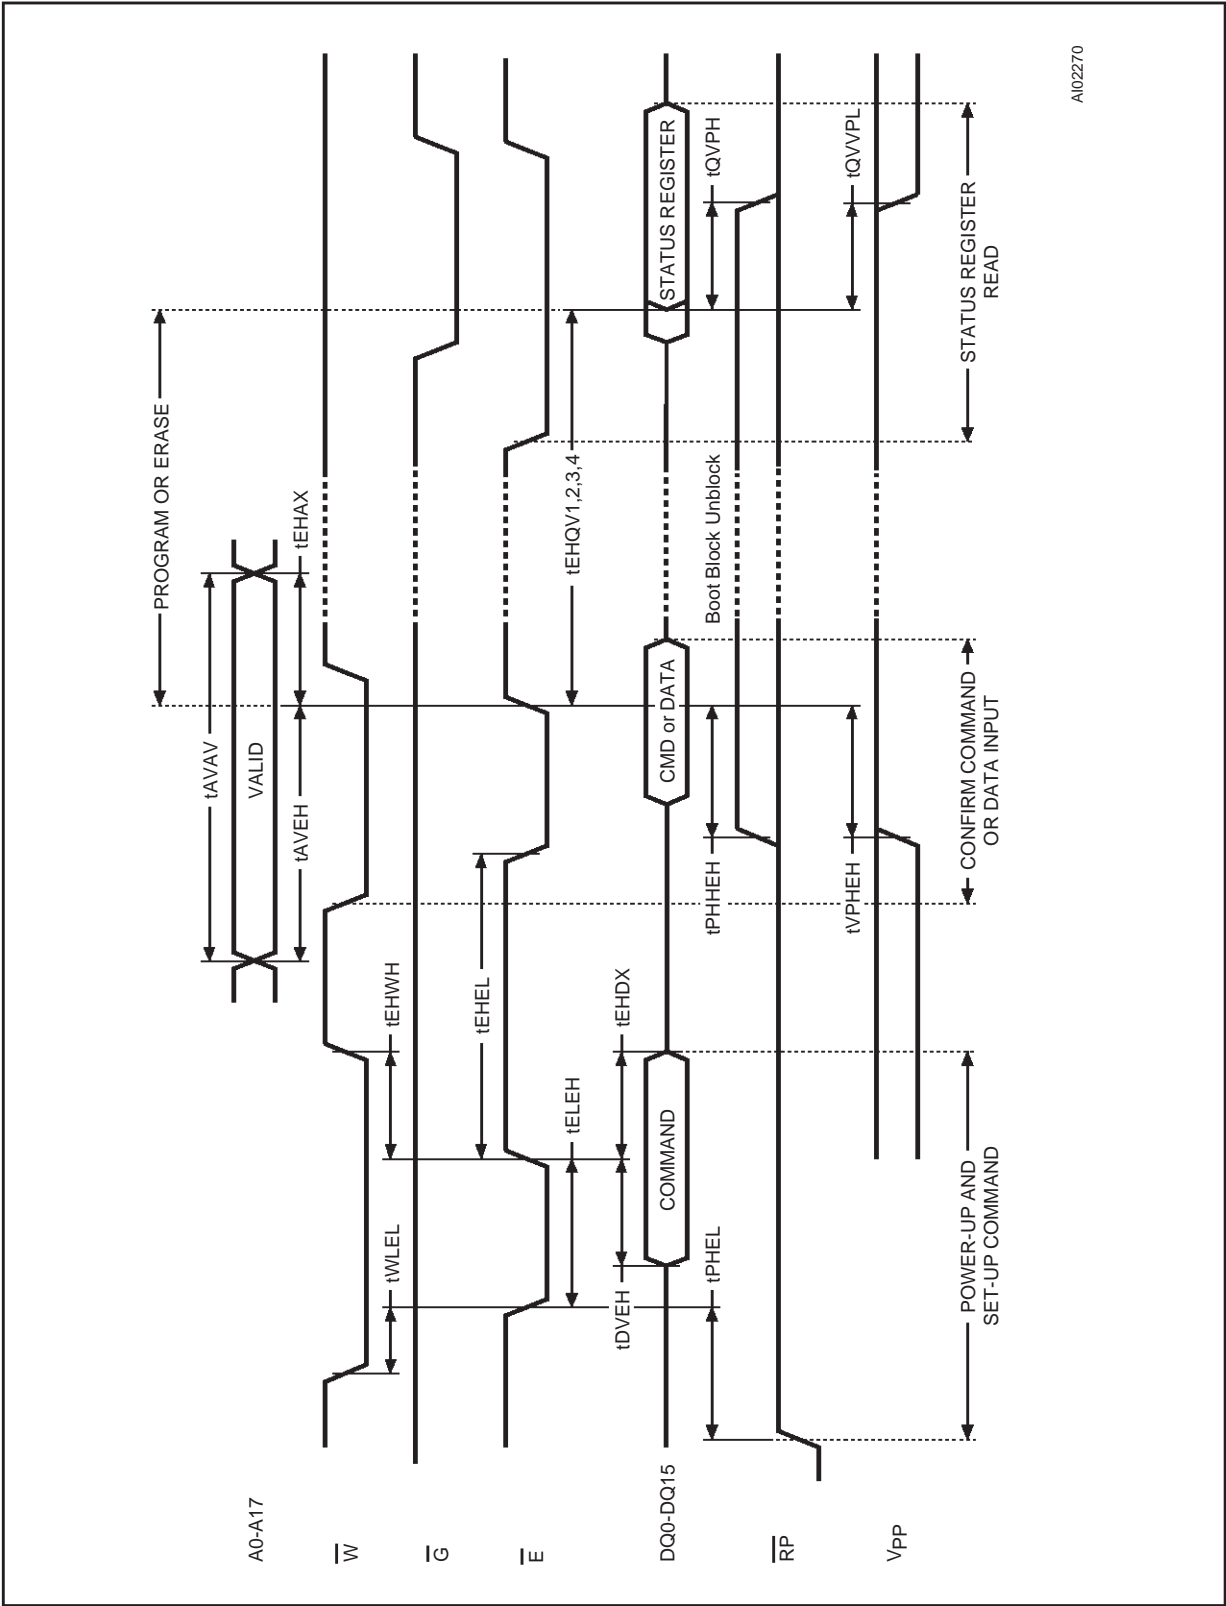 PROGRAM OR ERASE
tAVAV
A0-A17
VALID
tAVEH
tEHAX
W
tWLEL
tEHWH
G
tEHEL
E
tELEH
tEHQV1,2,3,4
tDVEH
tEHDX
DQ0-DQ15
COMMAND
CMD or DATA
STATUS REGISTER
tPHEL
tPHHEH
Boot Block Unblock
tQVPH
RP
tVPHEH
tQVVPL
VPP
POWER-UP AND
SET-UP COMMAND
CONFIRM COMMAND
OR DATA INPUT
STATUS REGISTER
READ
AI02270